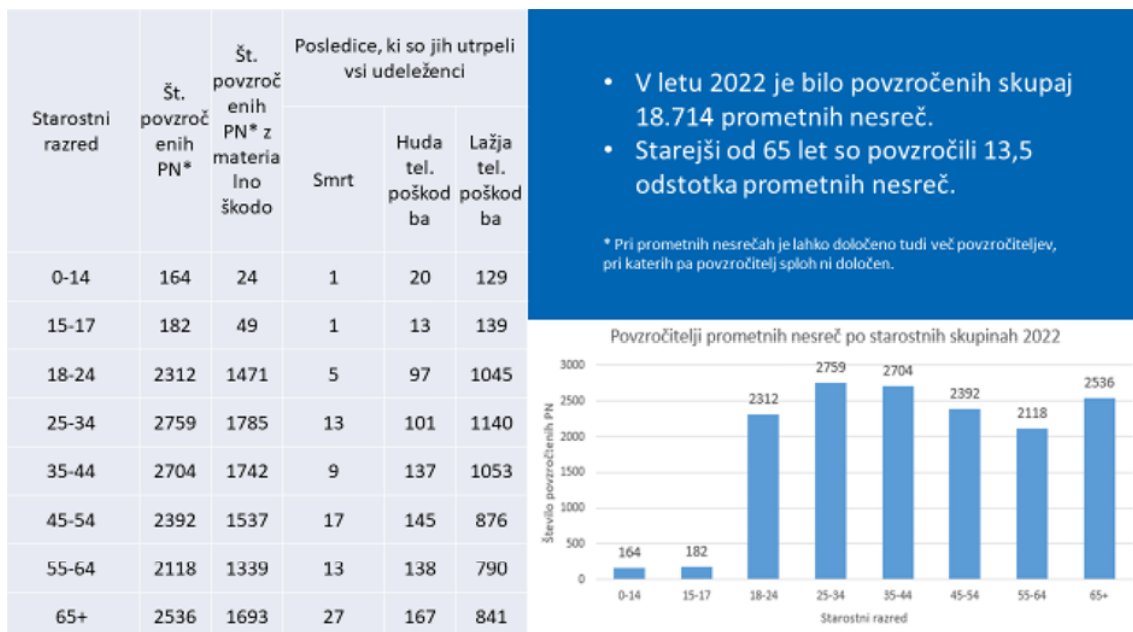 Starostni
razred
Št.
povzroč
enih
PN*
Št.
povzroč
enih
PN* z
materia
lno
škodo
Posledice, ki so jih utrpeli
vsi udeleženci
Smrt
Huda
tel.
poškod
ba
Lažja
tel.
poškod
ba
0-14 164 24 1 20 129
15-17 182 49 1 13 139
18-24 2312 1471 5 97 1045
25-34 2759 1785 13 101 1140
35-44 2704 1742 9 137 1053
45-54 2392 1537 17 145 876
55-64 2118 1339 13 138 790
65+ 2536 1693 27 167 841
• V letu 2022 je bilo povzročenih skupaj
18.714 prometnih nesreč.
• Starejši od 65 let so povzročili 13,5
odstotka prometnih nesreč.
* Pri prometnih nesrečah je lahko določeno tudi več povzročiteljev,
pri katerih pa povzročitelj sploh ni določen.
Povzročitelji prometnih nesreč po starostnih skupinah 2022
Število povzročtenih PN
3000
2500
2000
1500
1000
500
0
164 182 2312 2759 2704 2392 2118 2536
0-14 15-17 18-24 25-34 35-44 45-54 55-64 65+
Starostni razred